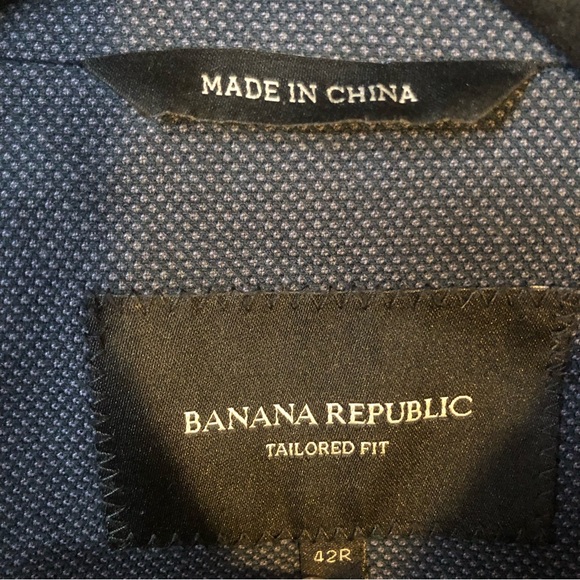 MADE IN CHINA
BANANA REPUBLIC
TAILORED FIT
42R